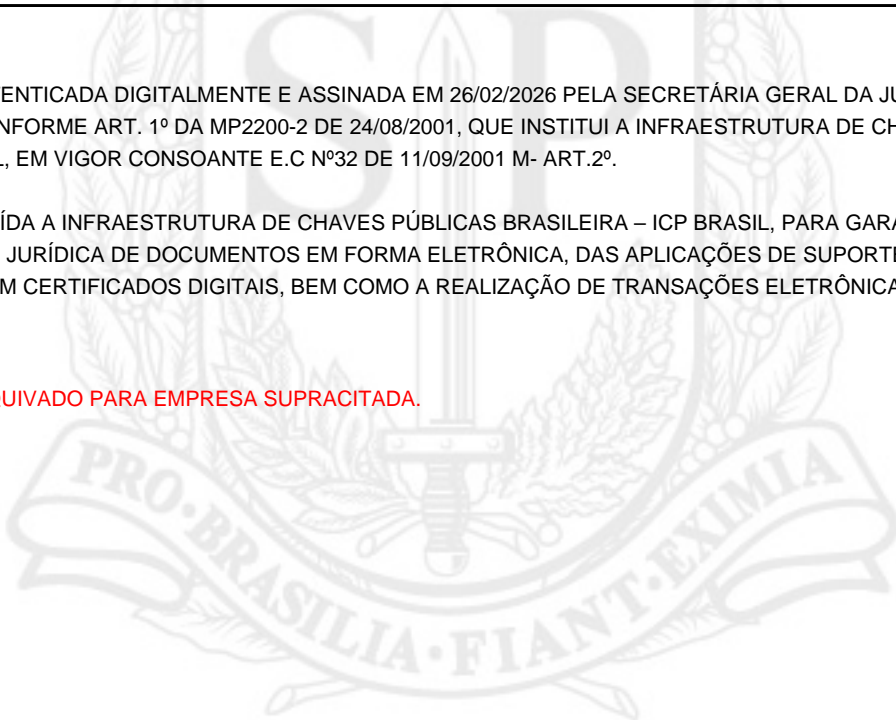 ENTICADA DIGITALMENTE E ASSINADA EM 26/02/2026 PELA SECRETÁRIA GERAL DA JU
NFORME ART. 1º DA MP2200-2 DE 24/08/2001, QUE INSTITUI A INFRAESTRUTURA DE CH
L, EM VIGOR CONSOANTE E.C Nº32 DE 11/09/2001 M- ART.2º.
ÍDA A INFRAESTRUTURA DE CHAVES PÚBLICAS BRASILEIRA – ICP BRASIL, PARA GARA
JURÍDICA DE DOCUMENTOS EM FORMA ELETRÔNICA, DAS APLICAÇÕES DE SUPORTE
M CERTIFICADOS DIGITAIS, BEM COMO A REALIZAÇÃO DE TRANSAÇÕES ELETRÔNICA
UIVADO PARA EMPRESA SUPRACITADA.
SP
PRO·BRASILIA·FIANT·EXIMIA